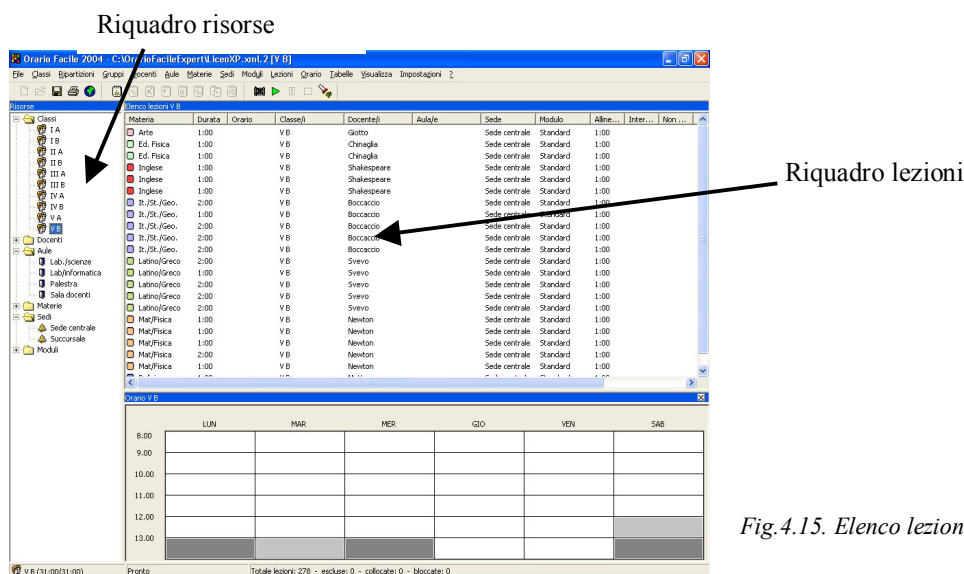 Riquadro risorse
Orario Facile 2004 - C:\OrarioFacileExpert\LiceoXP.xml.2 [V B]
File Classi Ripartizioni Gruppi Docenti Aule Materie Sedi Moduli Lezioni Orario Tabelle Visualizza Impostazioni ?
Risorse
Classi
I A
I B
II A
II B
III A
III B
IV A
IV B
V A
V B
Docenti
Aule
Lab./scienze
Lab/informatica
Palestra
Sala docenti
Materie
Sedi
Sede centrale
Succursale
Moduli
Elenco lezioni V B
Materia Durata Orario Classe/i Docente/i Aula/e Sede Modulo Alline... Inter... Non ...
Arte 1:00 V B Giotto Sede centrale Standard 1:00
Ed. Fisica 1:00 V B Chinaglia Sede centrale Standard 1:00
Ed. Fisica 1:00 V B Chinaglia Sede centrale Standard 1:00
Inglese 1:00 V B Shakespeare Sede centrale Standard 1:00
Inglese 1:00 V B Shakespeare Sede centrale Standard 1:00
Inglese 1:00 V B Shakespeare Sede centrale Standard 1:00
It./St./Geo. 2:00 V B Boccaccio Sede centrale Standard 1:00
It./St./Geo. 1:00 V B Boccaccio Sede centrale Standard 1:00
It./St./Geo. 2:00 V B Boccaccio Sede centrale Standard 1:00
It./St./Geo. 2:00 V B Boccaccio Sede centrale Standard 1:00
It./St./Geo. 2:00 V B Boccaccio Sede centrale Standard 1:00
Latino/Greco 2:00 V B Svevo Sede centrale Standard 1:00
Latino/Greco 1:00 V B Svevo Sede centrale Standard 1:00
Latino/Greco 2:00 V B Svevo Sede centrale Standard 1:00
Latino/Greco 2:00 V B Svevo Sede centrale Standard 1:00
Latino/Greco 2:00 V B Svevo Sede centrale Standard 1:00
Mat/Fisica 1:00 V B Newton Sede centrale Standard 1:00
Mat/Fisica 1:00 V B Newton Sede centrale Standard 1:00
Mat/Fisica 1:00 V B Newton Sede centrale Standard 1:00
Mat/Fisica 2:00 V B Newton Sede centrale Standard 1:00
Mat/Fisica 1:00 V B Newton Sede centrale Standard 1:00
Riquadro lezioni
Orario V B
LUN MAR MER GIO VEN SAB
8.00
9.00
10.00
11.00
12.00
13.00
Fig.4.15. Elenco lezion
V B (31:00/31:00) Pronto Totale lezioni: 278 - escluse: 0 - collocate: 0 - bloccate: 0